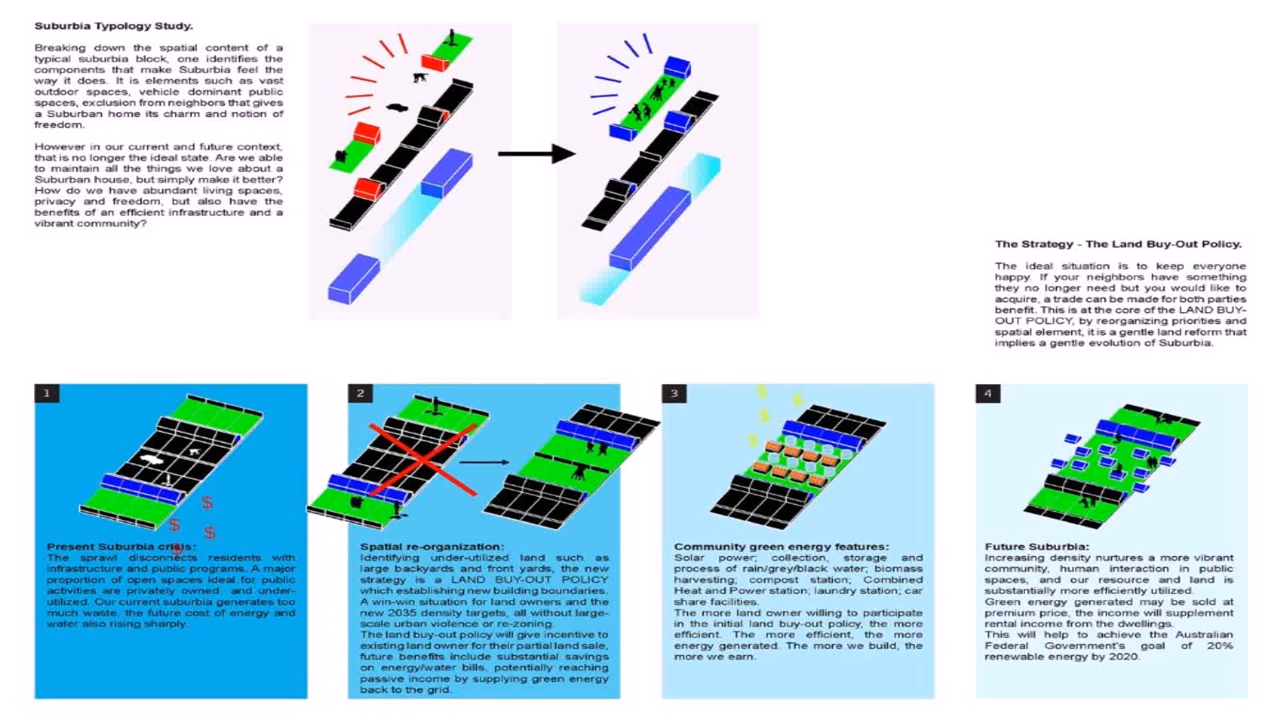 Suburbia Typology Study.
Breaking down the spatial content of a
typical suburbia block, one identifies the
components that make Suburbia feel the
way it does. It is elements such as vast
outdoor spaces, vehicle dominant public
spaces, exclusion from neighbors that gives
a Suburban home its charm and notion of
freedom.
However in our current and future context,
that is no longer the ideal state. Are we able
to maintain all the things we love about a
Suburban house, but simply make it better?
How do we have abundant living spaces,
privacy and freedom, but also have the
benefits of an efficient infrastructure and a
vibrant community?
The Strategy - The Land Buy-Out Policy.
The ideal situation is to keep everyone
happy. If your neighbors have something
they no longer need but you would like to
acquire, a trade can be made for both parties
benefit. This is at the core of the LAND BUY-
OUT POLICY, by reorganizing priorities and
spatial element, it is a gentle land reform that
implies a gentle evolution of Suburbia.
1
$
$
$
$
$
Present Suburbia crisis:
The sprawl disconnects residents with
infrastructure and public programs. A major
proportion of open spaces ideal for public
activities are privately owned and under-
utilized. Our current suburbia generates too
much waste, the future cost of energy and
water also rising sharply.
2
Spatial re-organization:
Identifying under-utilized land such as
large backyards and front yards, the new
strategy is a LAND BUY-OUT POLICY
which establishing new building boundaries.
A win-win situation for land owners and the
new 2035 density targets, all without large-
scale urban violence or re-zoning.
The land buy-out policy will give incentive to
existing land owner for their partial land sale,
future benefits include substantial savings
on energy/water bills, potentially reaching
passive income by supplying green energy
back to the grid.
3
$
$
$
$
Community green energy features:
Solar power; collection, storage and
process of rain/grey/black water; biomass
harvesting; compost station; Combined
Heat and Power station; laundry station; car
share facilities.
The more land owner willing to participate
in the initial land buy-out policy, the more
efficient. The more efficient, the more
energy generated. The more we build, the
more we earn.
4
Future Suburbia:
Increasing density nurtures a more vibrant
community, human interaction in public
spaces, and our resource and land is
substantially more efficiently utilized.
Green energy generated may be sold at
premium price, the income will supplement
rental income from the dwellings.
This will help to achieve the Australian
Federal Government's goal of 20%
renewable energy by 2020.